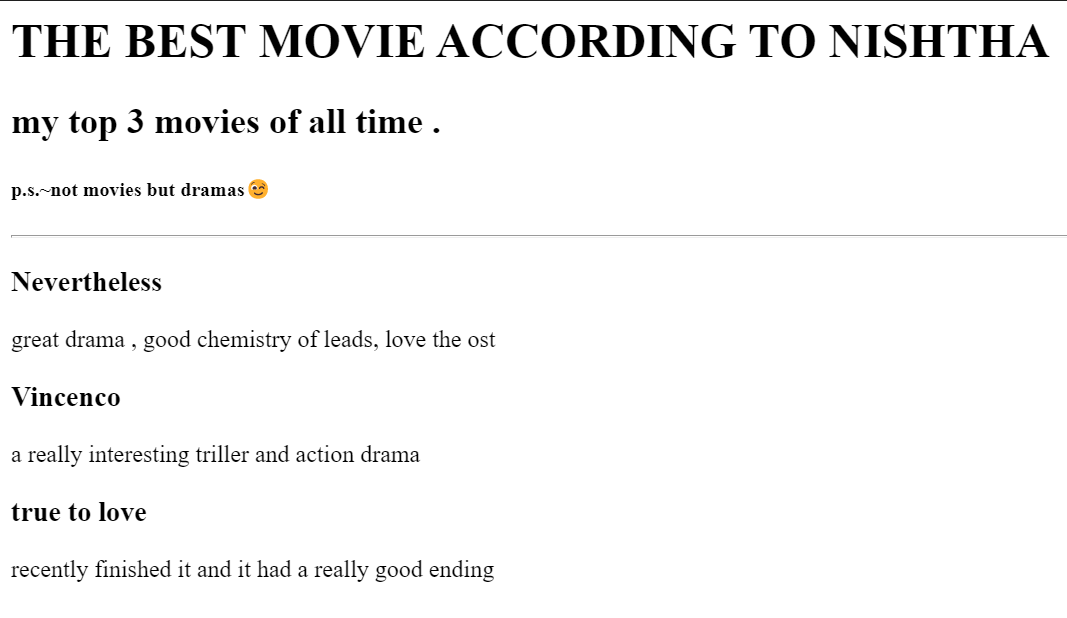 THE BEST MOVIE ACCORDING TO NISHTHA
my top 3 movies of all time .
p.s.~not movies but dramas😉
Nevertheless
great drama , good chemistry of leads, love the ost
Vincenco
a really interesting triller and action drama
true to love
recently finished it and it had a really good ending